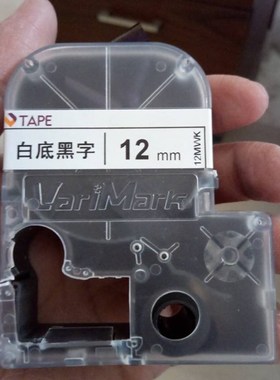 TAPE
白底黑字 12 mm
12MWK
VariMark